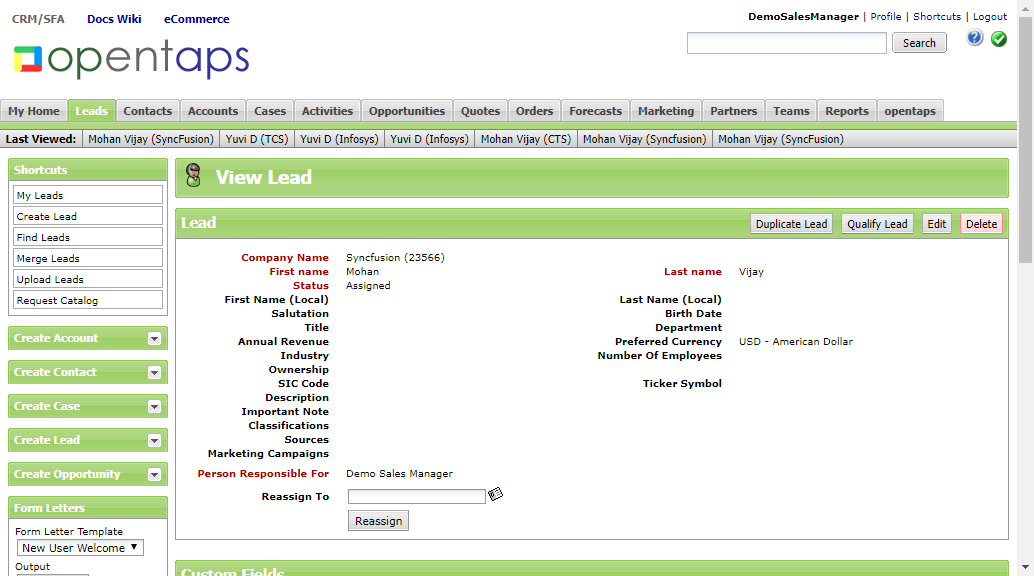 CRM/SFA Docs Wiki eCommerce
DemoSalesManager | Profile | Shortcuts | Logout
opentaps
Search
My Home Leads Contacts Accounts Cases Activities Opportunities Quotes Orders Forecasts Marketing Partners Teams Reports opentaps
Last Viewed: Mohan Vijay (SyncFusion) Yuvi D (TCS) Yuvi D (Infosys) Yuvi D (Infosys) Mohan Vijay (CTS) Mohan Vijay (Syncfusion) Mohan Vijay (SyncFusion)
Shortcuts
My Leads
Create Lead
Find Leads
Merge Leads
Upload Leads
Request Catalog
Create Account
Create Contact
Create Case
Create Lead
Create Opportunity
Form Letters
Form Letter Template
New User Welcome
Output
View Lead
Lead Duplicate Lead Qualify Lead Edit Delete
Company Name Syncfusion (23566)
First name Mohan Last name Vijay
Status Assigned
First Name (Local) Last Name (Local)
Salutation Birth Date
Title Department
Annual Revenue Preferred Currency USD - American Dollar
Industry Number Of Employees
Ownership
SIC Code Ticker Symbol
Description
Important Note
Classifications
Sources
Marketing Campaigns
Person Responsible For Demo Sales Manager
Reassign To
Reassign
Custom Fields